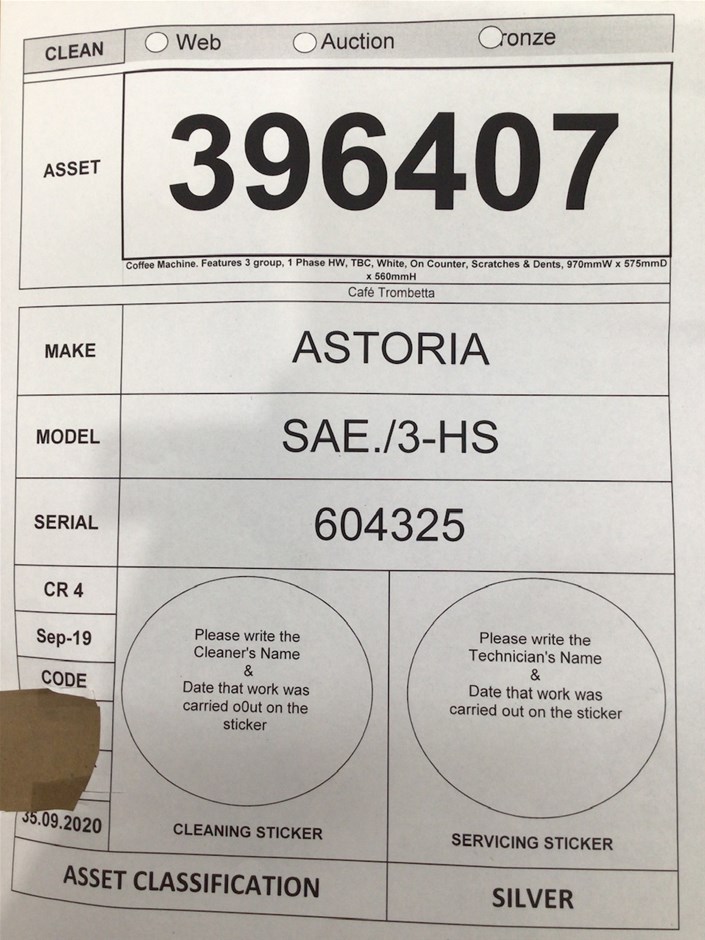 CLEAN Web Auction ronze
ASSET 396407
Coffee Machine. Features 3 group, 1 Phase HW, TBC, White, On Counter, Scratches & Dents, 970mmW x 575mmD
x 560mmH
Café Trombetta
MAKE ASTORIA
MODEL SAE./3-HS
SERIAL 604325
CR 4
Sep-19
CODE
Please write the
Cleaner's Name
&
Date that work was
carried o0ut on the
sticker
CLEANING STICKER
Please write the
Technician's Name
&
Date that work was
carried out on the sticker
SERVICING STICKER
35.09.2020
ASSET CLASSIFICATION SILVER